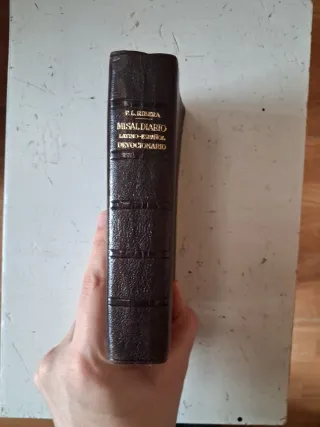 P. L. RIBERA
MISAL DIARIO
LATINO-ESPAÑOL
DEVOCIONARIO